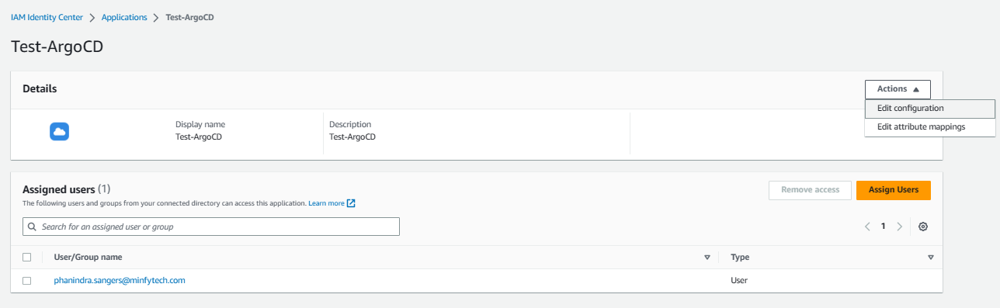 IAM Identity Center > Applications > Test-ArgoCD
Test-ArgoCD
Details
Actions
Edit configuration
Edit attribute mappings
Display name
Test-ArgoCD
Description
Test-ArgoCD
Assigned users (1)
Remove access
Assign Users
The following users and groups from your connected directory can access this application. Learn more
Search for an assigned user or group
1
User/Group name
Type
phanindra.sangers@minfytech.com
User